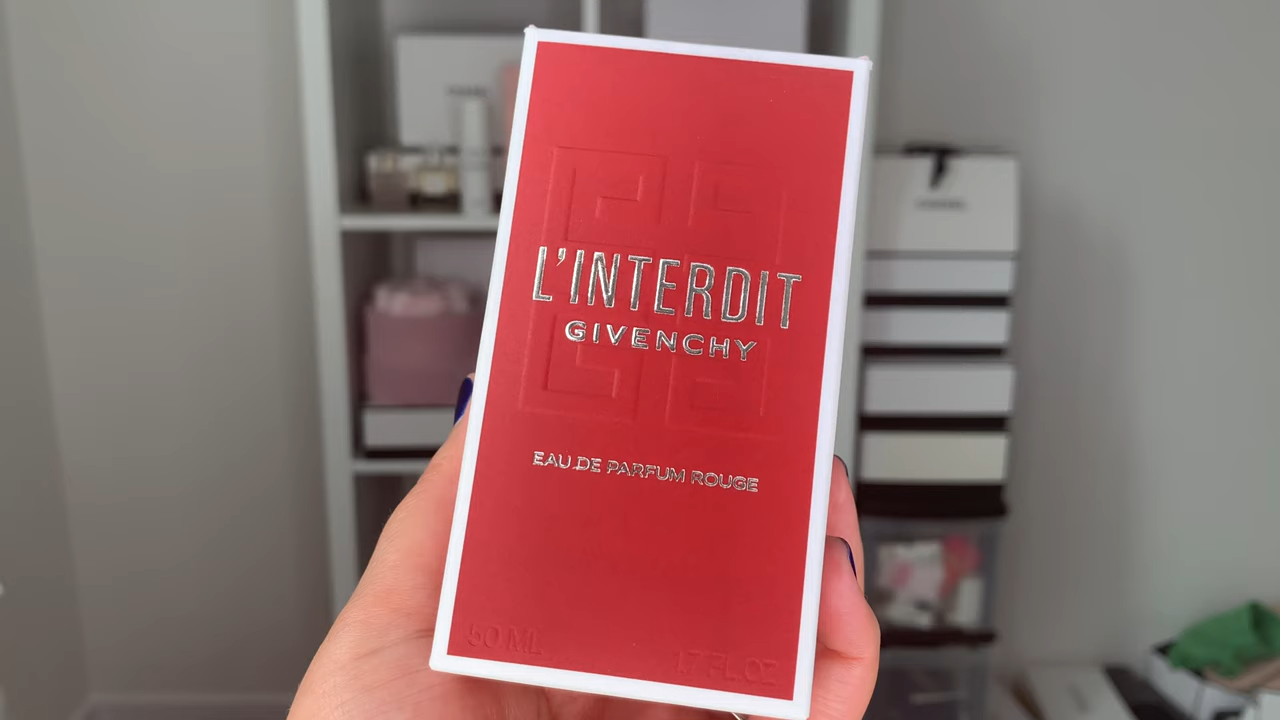 L'INTERDIT
GIVENCHY
EAU DE PARFUM ROUGE
50 ML
1.7 FL.OZ